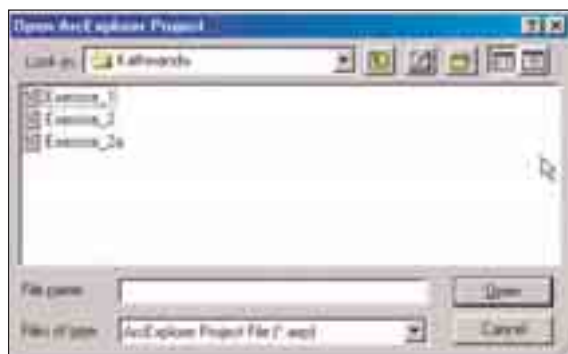 Open ArcExplorer Project
Look in: Kathmandu
Exercise_1
Exercise_2
Exercise_2a
File name:
Open
Files of type: ArcExplorer Project File (*.aep)
Cancel